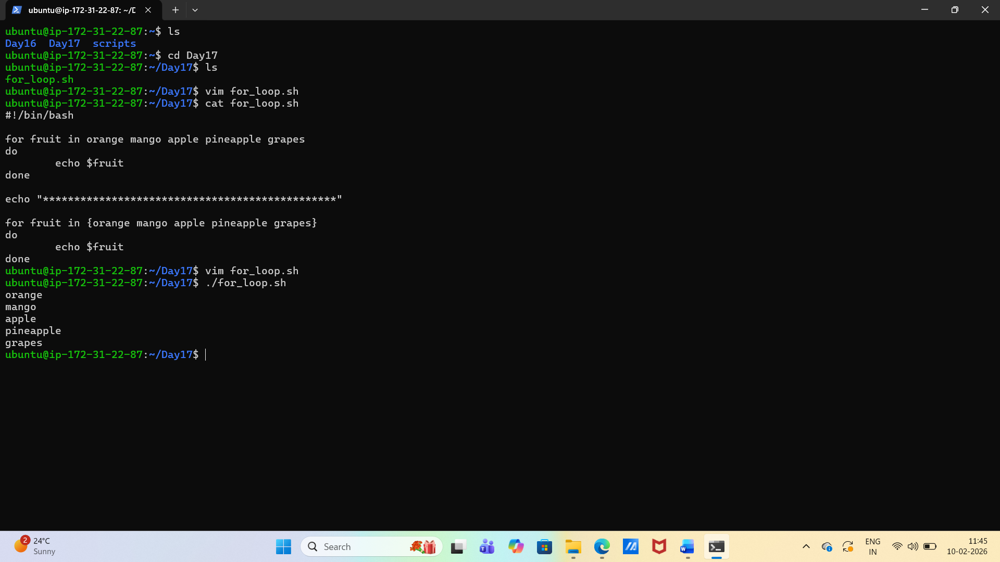 ubuntu@ip-172-31-22-87: ~/D
ubuntu@ip-172-31-22-87:~$ ls
Day16  Day17  scripts
ubuntu@ip-172-31-22-87:~$ cd Day17
ubuntu@ip-172-31-22-87:~/Day17$ ls
for_loop.sh
ubuntu@ip-172-31-22-87:~/Day17$ vim for_loop.sh
ubuntu@ip-172-31-22-87:~/Day17$ cat for_loop.sh
#!/bin/bash
for fruit in orange mango apple pineapple grapes
do
        echo $fruit
done
echo "***********************************************"
for fruit in {orange mango apple pineapple grapes}
do
        echo $fruit
done
ubuntu@ip-172-31-22-87:~/Day17$ vim for_loop.sh
ubuntu@ip-172-31-22-87:~/Day17$ ./for_loop.sh
orange
mango
apple
pineapple
grapes
ubuntu@ip-172-31-22-87:~/Day17$
2
24°C
Sunny
Search
ENG
IN
11:45
10-02-2026